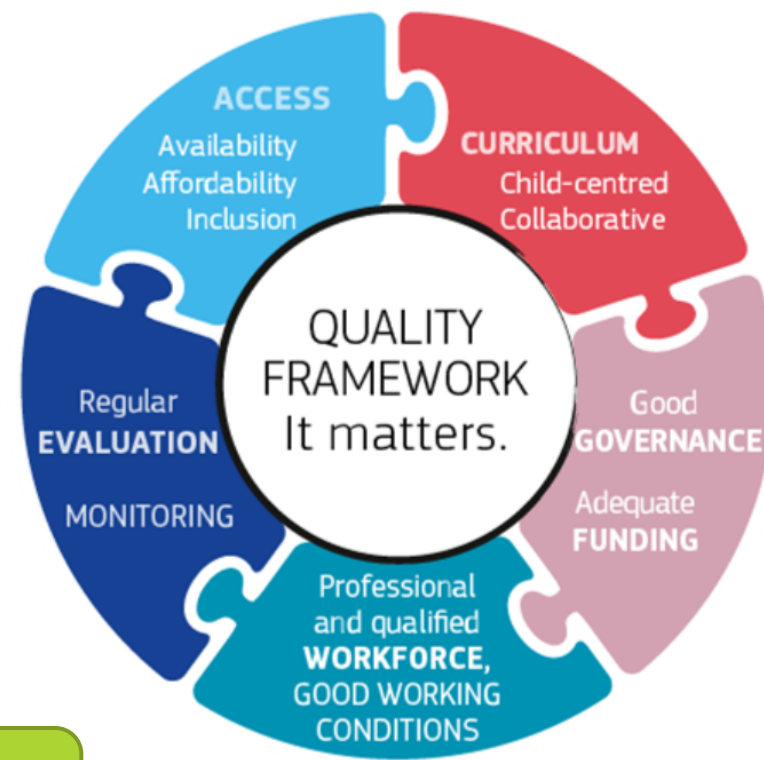 ACCESS
Availability
Affordability
Inclusion
CURRICULUM
Child-centred
Collaborative
QUALITY
FRAMEWORK
It matters.
Regular
EVALUATION
MONITORING
Good
GOVERNANCE
Adequate
FUNDING
Professional
and qualified
WORKFORCE,
GOOD WORKING
CONDITIONS